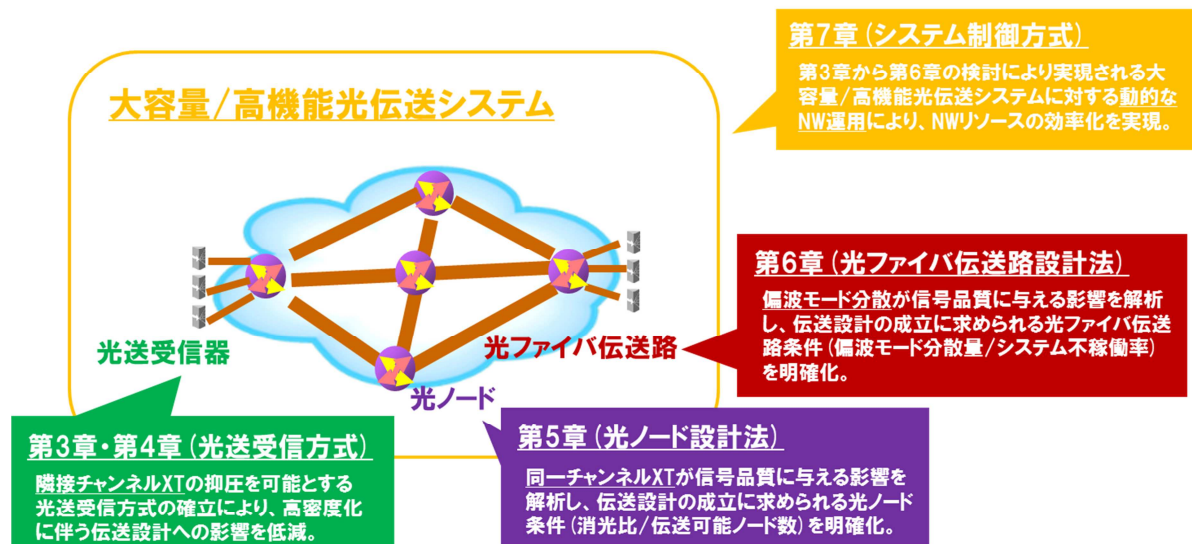 第7章(システム制御方式)
第3章から第6章の検討により実現される大
容量/高機能光伝送システムに対する動的な
NW運用により、NWリソースの効率化を実現。
大容量/高機能光伝送システム
第6章(光ファイバ伝送路設計法)
偏波モード分散が信号品質に与える影響を解析
し、伝送設計の成立に求められる光ファイバ伝送
路条件(偏波モード分散量/システム不稼働率)
を明確化。
光送受信器
光ファイバ伝送路
光ノード
第3章・第4章(光送受信方式)
隣接チャンネルXTの抑圧を可能とする
光送受信方式の確立により、高密度化
に伴う伝送設計への影響を低減。
第5章(光ノード設計法)
同一チャンネルXTが信号品質に与える影響を
解析し、伝送設計の成立に求められる光ノード
条件(消光比/伝送可能ノード数)を明確化。